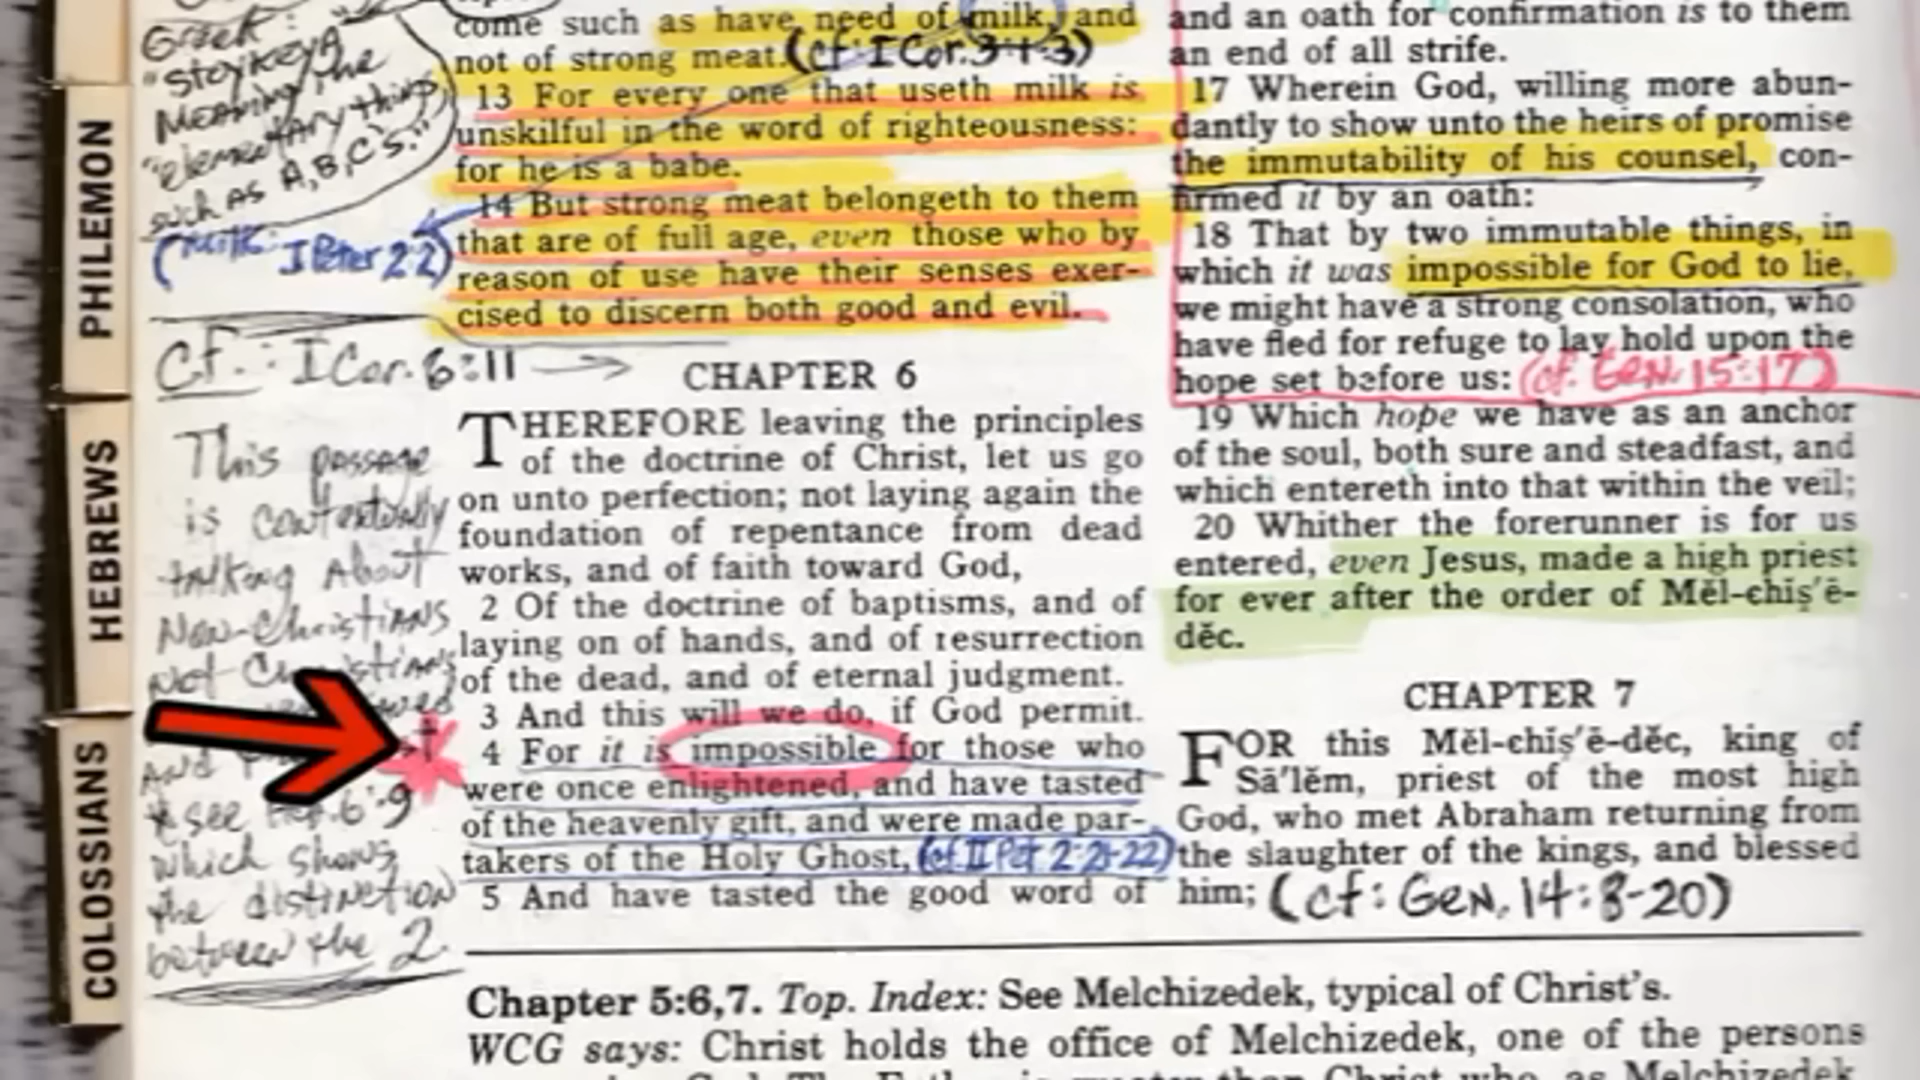 PHILEMON
HEBREWS
COLOSSIANS
Greek:
"Stoykeya
Meaning the
"elementary things
such as A,B,C's."
(milk: I Peter 2:2)
Cf.: I Cor. 6:11
This passage
is contextually
talking About
New-Christians
Not Christians
And
* see Heb. 6:9
which shows
the distinction
between the 2.
come such as have need of milk, and
not of strong meat. (cf: I Cor. 3:1-3)
13 For every one that useth milk is
unskilful in the word of righteousness:
for he is a babe.
14 But strong meat belongeth to them
that are of full age, even those who by
reason of use have their senses exer-
cised to discern both good and evil.
CHAPTER 6
THEREFORE leaving the principles
of the doctrine of Christ, let us go
on unto perfection; not laying again the
foundation of repentance from dead
works, and of faith toward God,
2 Of the doctrine of baptisms, and of
laying on of hands, and of resurrection
of the dead, and of eternal judgment.
3 And this will we do, if God permit.
4 For it is impossible for those who
were once enlightened, and have tasted
of the heavenly gift, and were made par-
takers of the Holy Ghost, (cf. II Pet 2:21-22)
5 And have tasted the good word of
and an oath for confirmation is to them
an end of all strife.
17 Wherein God, willing more abun-
dantly to show unto the heirs of promise
the immutability of his counsel, con-
firmed it by an oath:
18 That by two immutable things, in
which it was impossible for God to lie,
we might have a strong consolation, who
have fled for refuge to lay hold upon the
hope set before us: (cf. Gen. 15:17)
19 Which hope we have as an anchor
of the soul, both sure and steadfast, and
which entereth into that within the veil;
20 Whither the forerunner is for us
entered, even Jesus, made a high priest
for ever after the order of Mĕl-chīṣ′ē-
dĕc.
CHAPTER 7
FOR this Mĕl-chīṣ′ē-dĕc, king of
Sā′lĕm, priest of the most high
God, who met Abraham returning from
the slaughter of the kings, and blessed
him; (cf: Gen. 14:8-20)
Chapter 5:6,7. Top. Index: See Melchizedek, typical of Christ's.
WCG says: Christ holds the office of Melchizedek, one of the persons